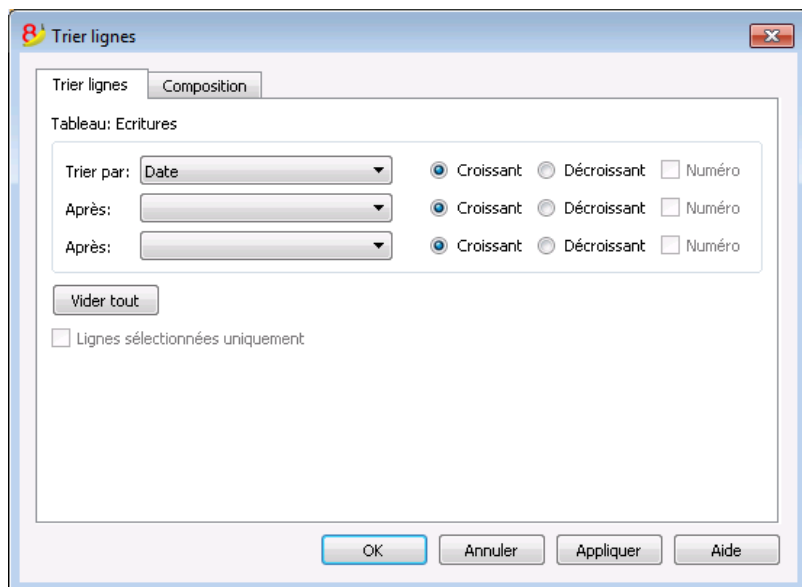 8 Trier lignes
Trier lignes Composition
Tableau: Ecritures
Trier par: Date Croissant Décroissant Numéro
Après: Croissant Décroissant Numéro
Après: Croissant Décroissant Numéro
Vider tout
Lignes sélectionnées uniquement
OK Annuler Appliquer Aide